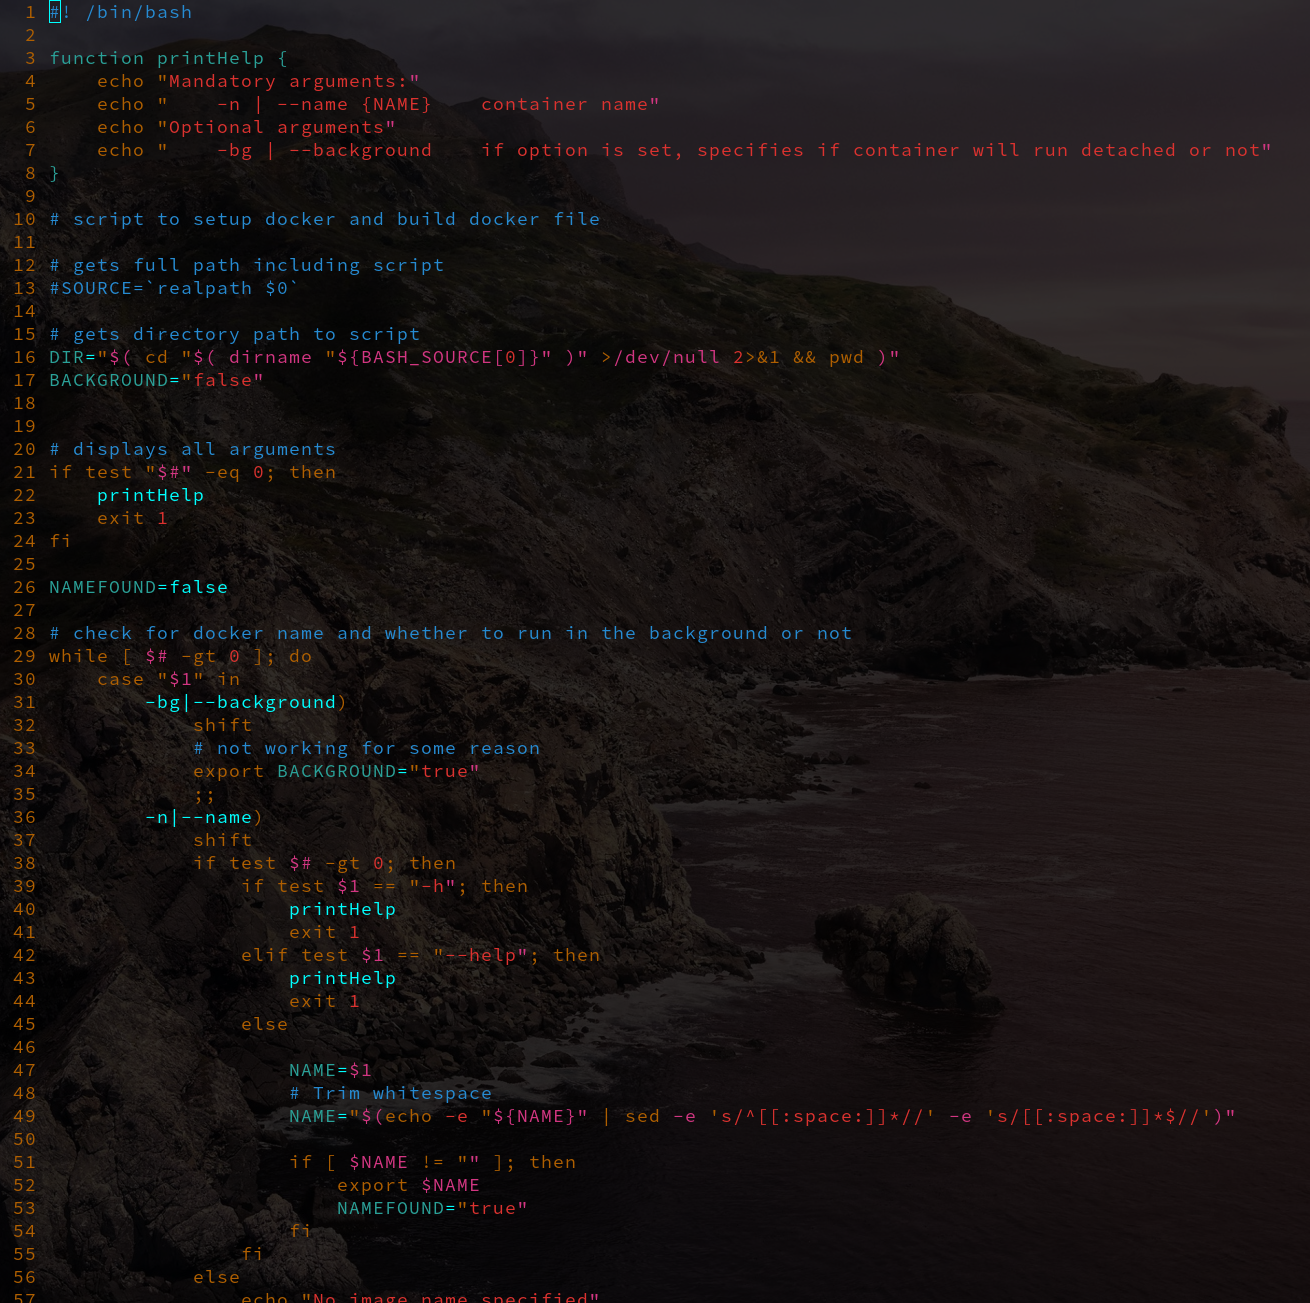 1 #! /bin/bash
2
3 function printHelp {
4     echo "Mandatory arguments:"
5     echo "    -n | --name {NAME}    container name"
6     echo "Optional arguments"
7     echo "    -bg | --background    if option is set, specifies if container will run detached or not"
8 }
9
10 # script to setup docker and build docker file
11
12 # gets full path including script
13 #SOURCE=`realpath $0`
14
15 # gets directory path to script
16 DIR="$( cd "$( dirname "${BASH_SOURCE[0]}" )" >/dev/null 2>&1 && pwd )"
17 BACKGROUND="false"
18
19
20 # displays all arguments
21 if test "$#" -eq 0; then
22     printHelp
23     exit 1
24 fi
25
26 NAMEFOUND=false
27
28 # check for docker name and whether to run in the background or not
29 while [ $# -gt 0 ]; do
30     case "$1" in
31         -bg|--background)
32             shift
33             # not working for some reason
34             export BACKGROUND="true"
35             ;;
36         -n|--name)
37             shift
38             if test $# -gt 0; then
39                 if test $1 == "-h"; then
40                     printHelp
41                     exit 1
42                 elif test $1 == "--help"; then
43                     printHelp
44                     exit 1
45                 else
46
47                     NAME=$1
48                     # Trim whitespace
49                     NAME="$(echo -e "${NAME}" | sed -e 's/^[[:space:]]*//' -e 's/[[:space:]]*$//')"
50
51                     if [ $NAME != "" ]; then
52                         export $NAME
53                         NAMEFOUND="true"
54                     fi
55                 fi
56             else
57                 echo "No image name specified"